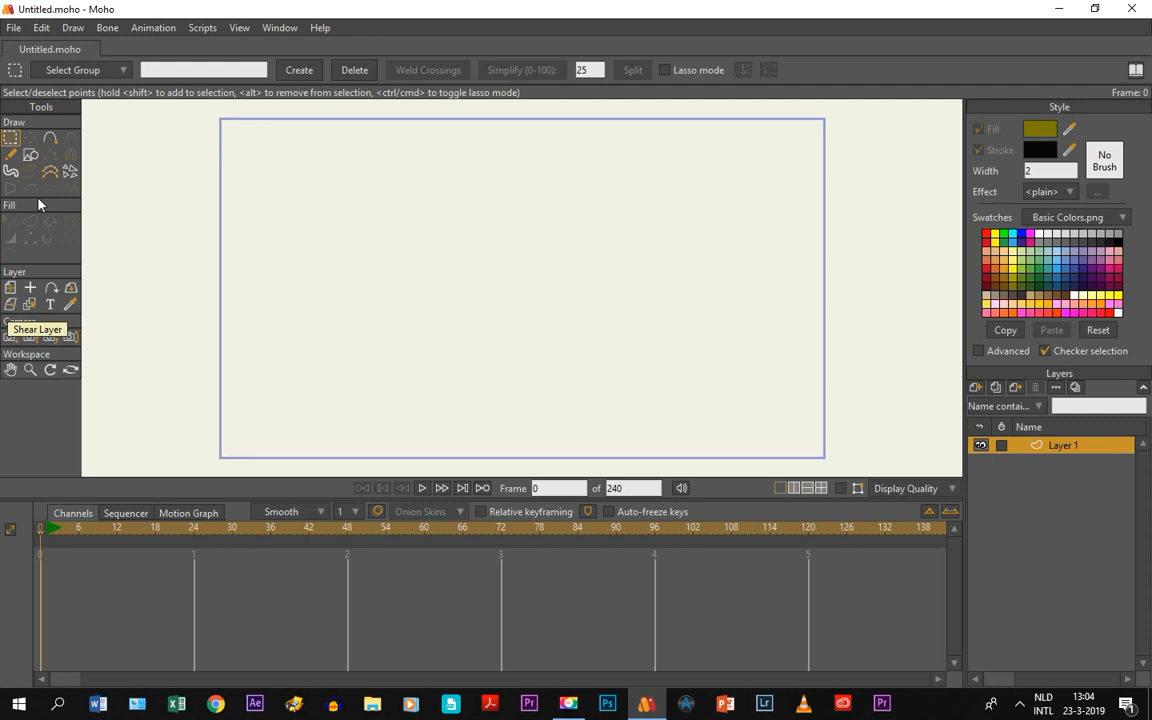 Untitled.moho - Moho
File Edit Draw Bone Animation Scripts View Window Help
Untitled.moho
Select Group Create Delete Weld Crossings Simplify (0-100): 25 Split Lasso mode
Select/deselect points (hold <shift> to add to selection, <alt> to remove from selection, <ctrl/cmd> to toggle lasso mode) Frame: 0
Tools Style
Draw
Fill
Stroke
No
Brush
Width 2
Effect <plain> ...
Fill
Swatches Basic Colors.png
Layer
Shear Layer
Copy Paste Reset
Workspace
Advanced Checker selection
Layers
Name contai...
Name
Layer 1
Frame 0 of 240 Display Quality
Channels Sequencer Motion Graph Smooth 1 Onion Skins Relative keyframing Auto-freeze keys
0 6 12 18 24 30 36 42 48 54 60 66 72 78 84 90 96 102 108 114 120 126 132 138
0 1 2 3 4 5
NLD 13:04
INTL 23-3-2019